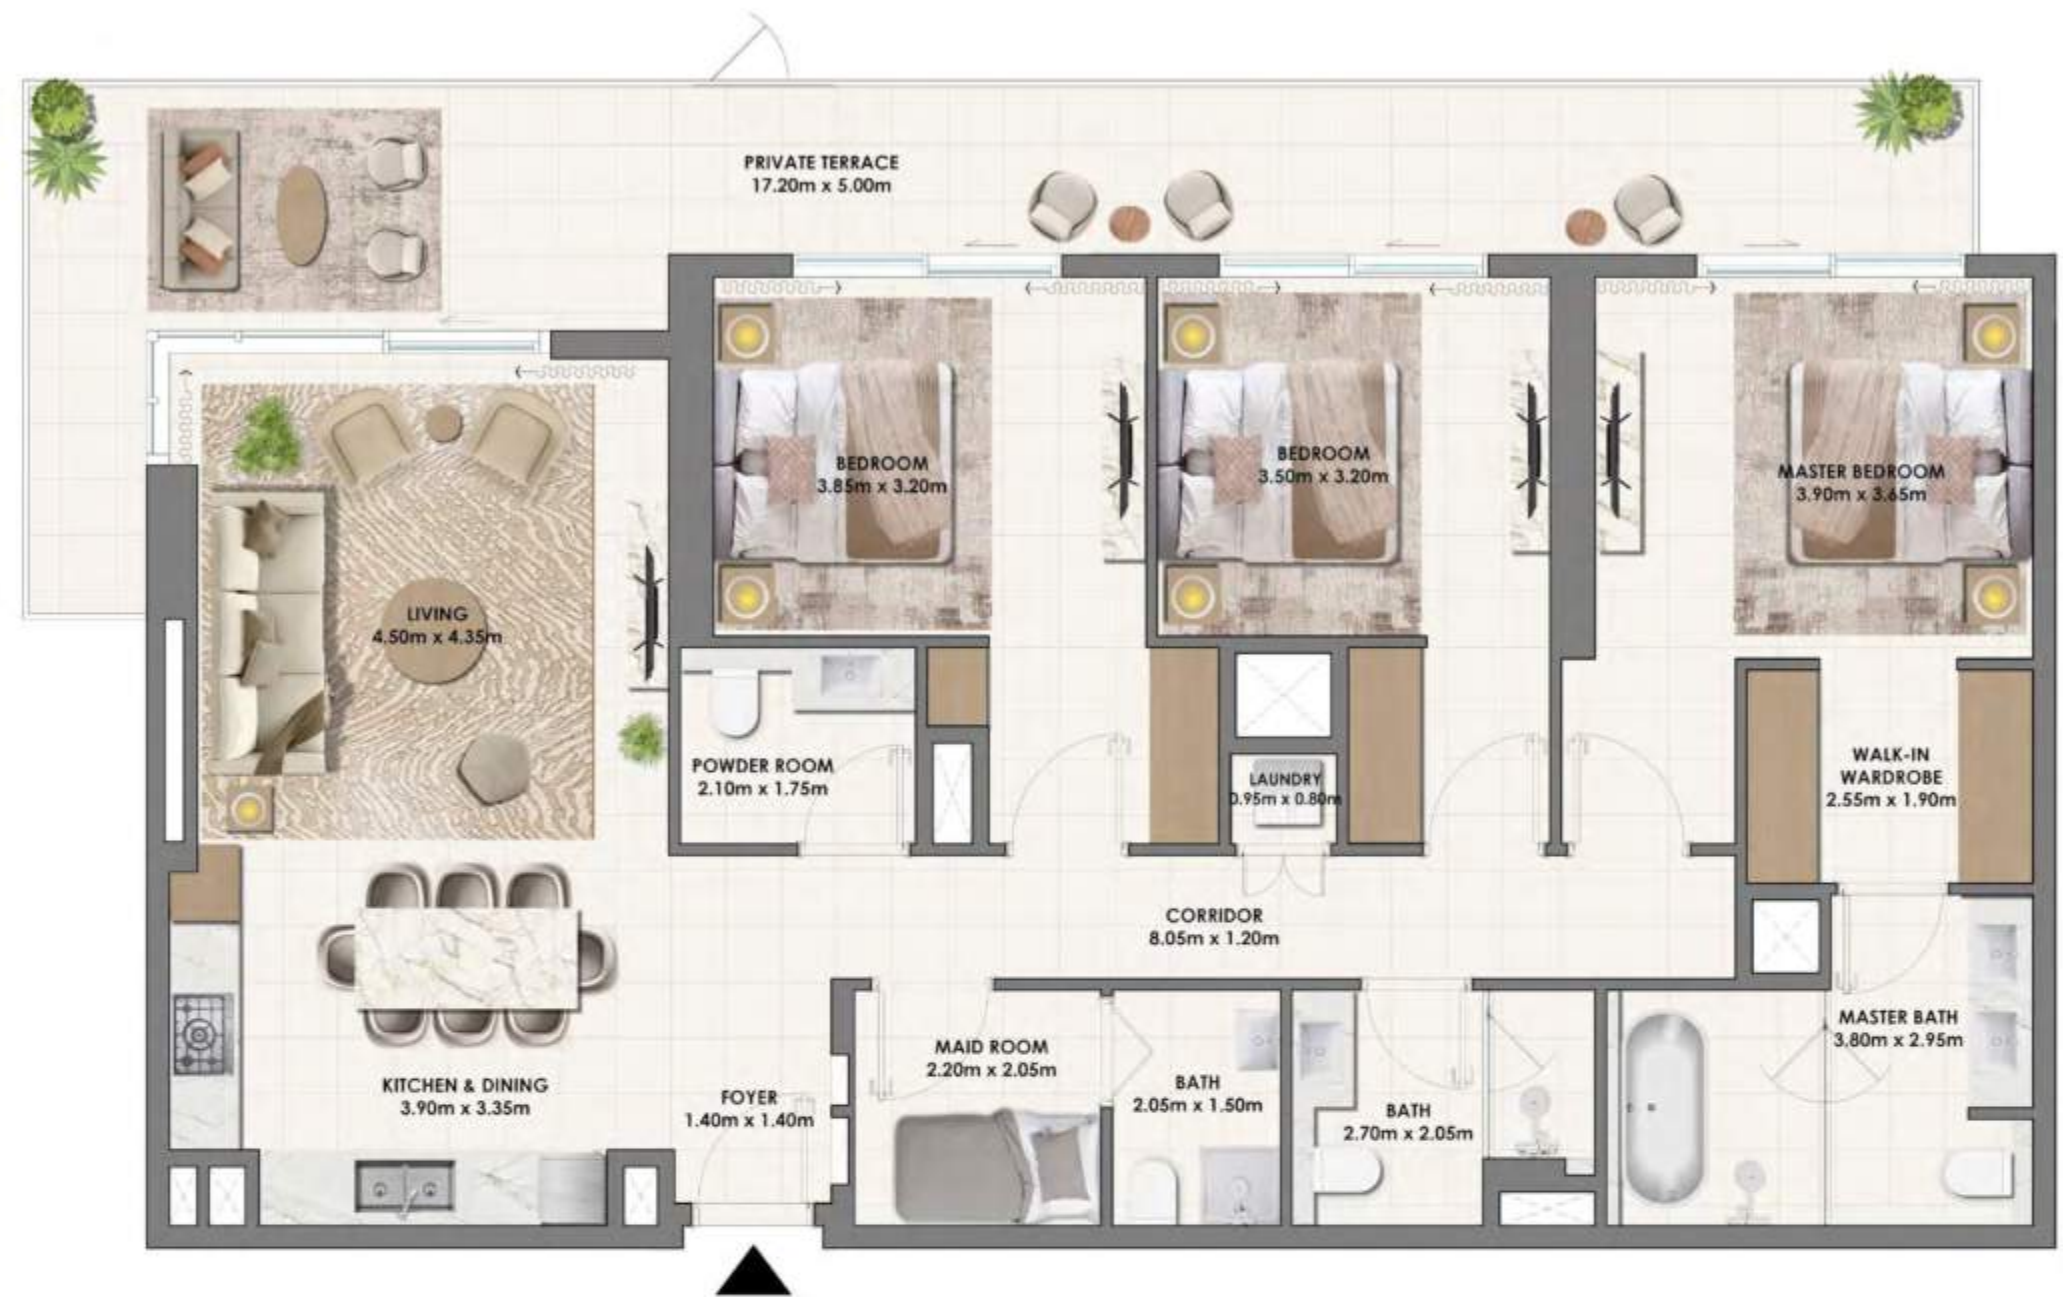 PRIVATE TERRACE
17.20m x 5.00m
BEDROOM
3.85m x 3.20m
BEDROOM
3.50m x 3.20m
MASTER BEDROOM
3.90m x 3.65m
LIVING
4.50m x 4.35m
POWDER ROOM
2.10m x 1.75m
LAUNDRY
0.95m x 0.80m
WALK-IN
WARDROBE
2.55m x 1.90m
CORRIDOR
8.05m x 1.20m
KITCHEN & DINING
3.90m x 3.35m
FOYER
1.40m x 1.40m
MAID ROOM
2.20m x 2.05m
BATH
2.05m x 1.50m
BATH
2.70m x 2.05m
MASTER BATH
3.80m x 2.95m